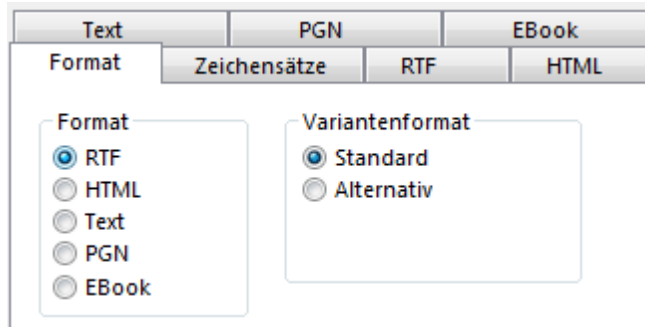 Text PGN EBook
Format Zeichensätze RTF HTML
Format
RTF
HTML
Text
PGN
EBook
Variantenformat
Standard
Alternativ